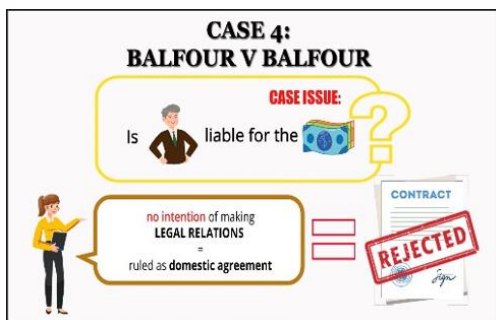 CASE 4:
BALFOUR V BALFOUR
CASE ISSUE:
Is liable for the ?
no intention of making
LEGAL RELATIONS
=
ruled as domestic agreement
=
CONTRACT
REJECTED
Sign